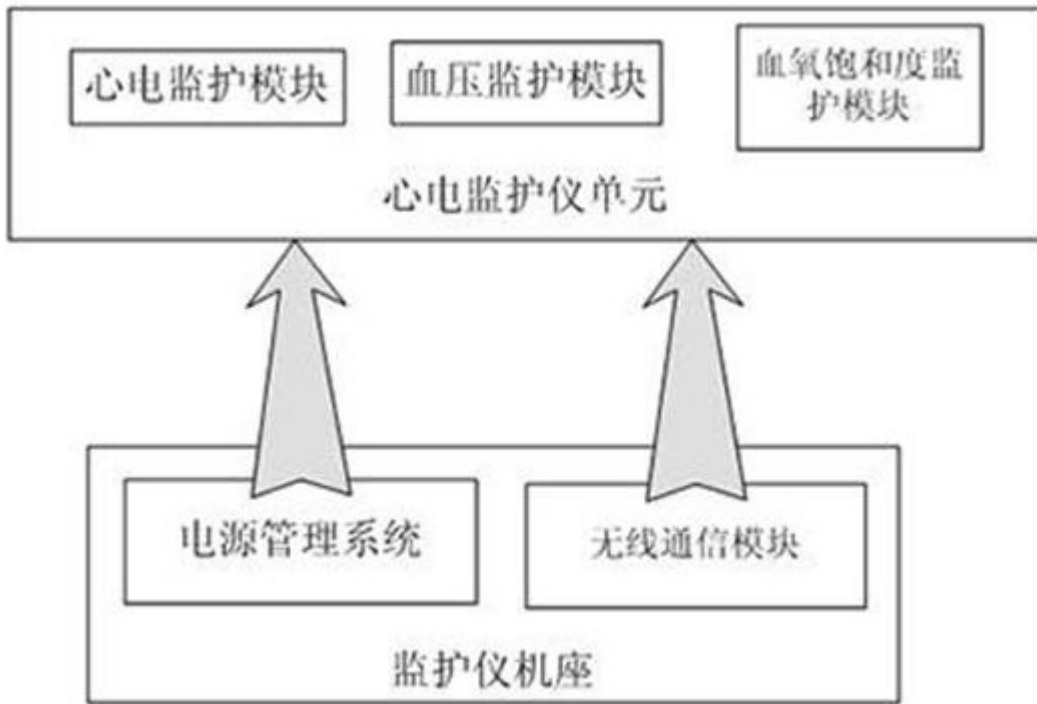 心电监护模块
血压监护模块
血氧饱和度监
护模块
心电监护仪单元
电源管理系统
无线通信模块
监护仪机座